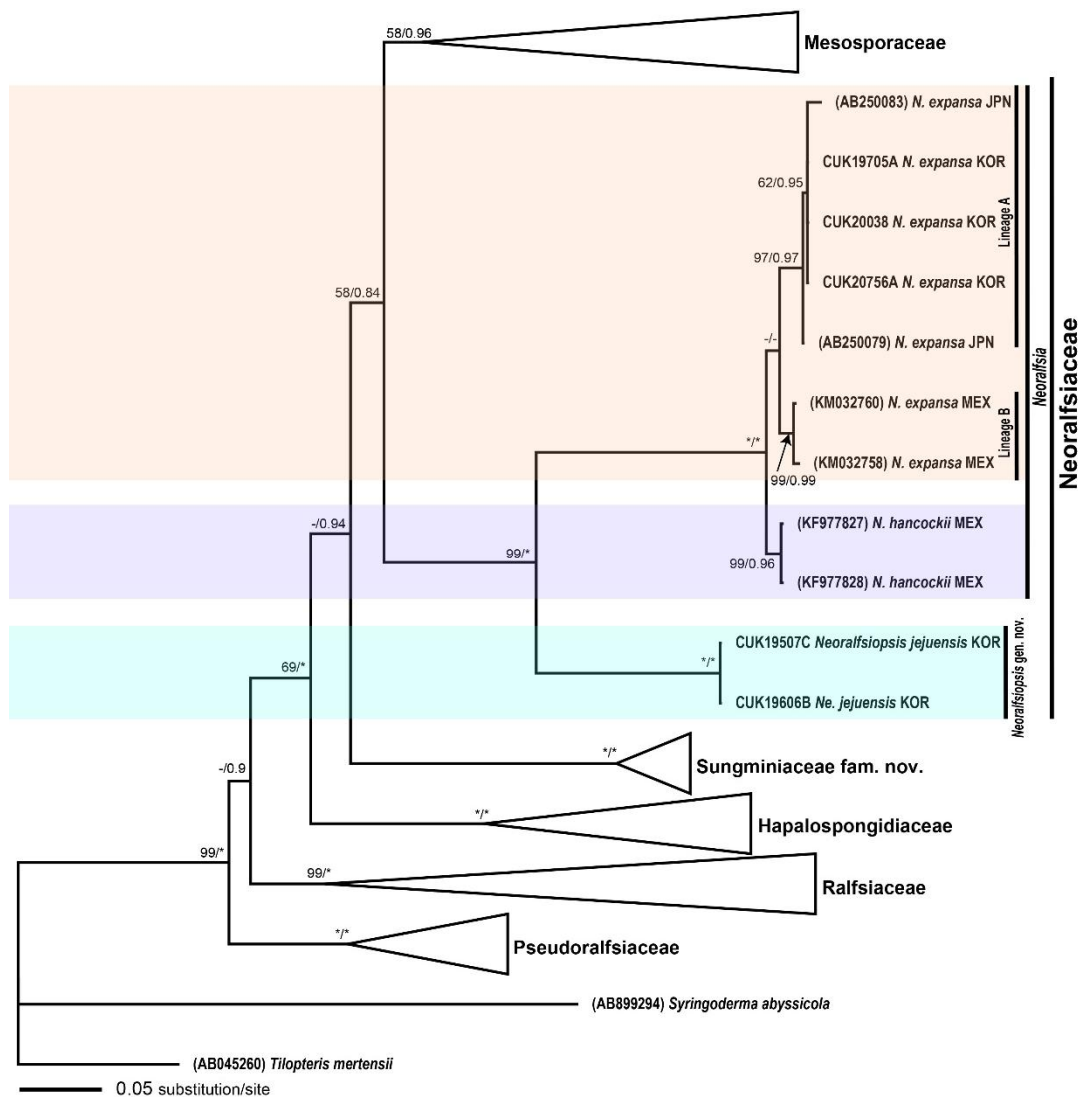 58/0.96
Mesosporaceae
(AB250083) N. expansa JPN
CUK19705A N. expansa KOR
62/0.95
CUK20038 N. expansa KOR
Lineage A
97/0.97
CUK20756A N. expansa KOR
58/0.84
-/-
(AB250079) N. expansa JPN
Neoralfsia
Neoralfsiaceae
(KM032760) N. expansa MEX
Lineage B
*/*
(KM032758) N. expansa MEX
99/0.99
-/0.94
(KF977827) N. hancockii MEX
99/*
99/0.96
(KF977828) N. hancockii MEX
CUK19507C Neoralfsiopsis jejuensis KOR
69/*
*/*
Neoralfsiopsis gen. nov.
CUK19606B Ne. jejuensis KOR
*/*
Sungminiaceae fam. nov.
-/0.9
*/*
Hapalospongidiaceae
99/*
99/*
Ralfsiaceae
*/*
Pseudoralfsiaceae
(AB899294) Syringoderma abyssicola
(AB045260) Tilopteris mertensii
0.05 substitution/site